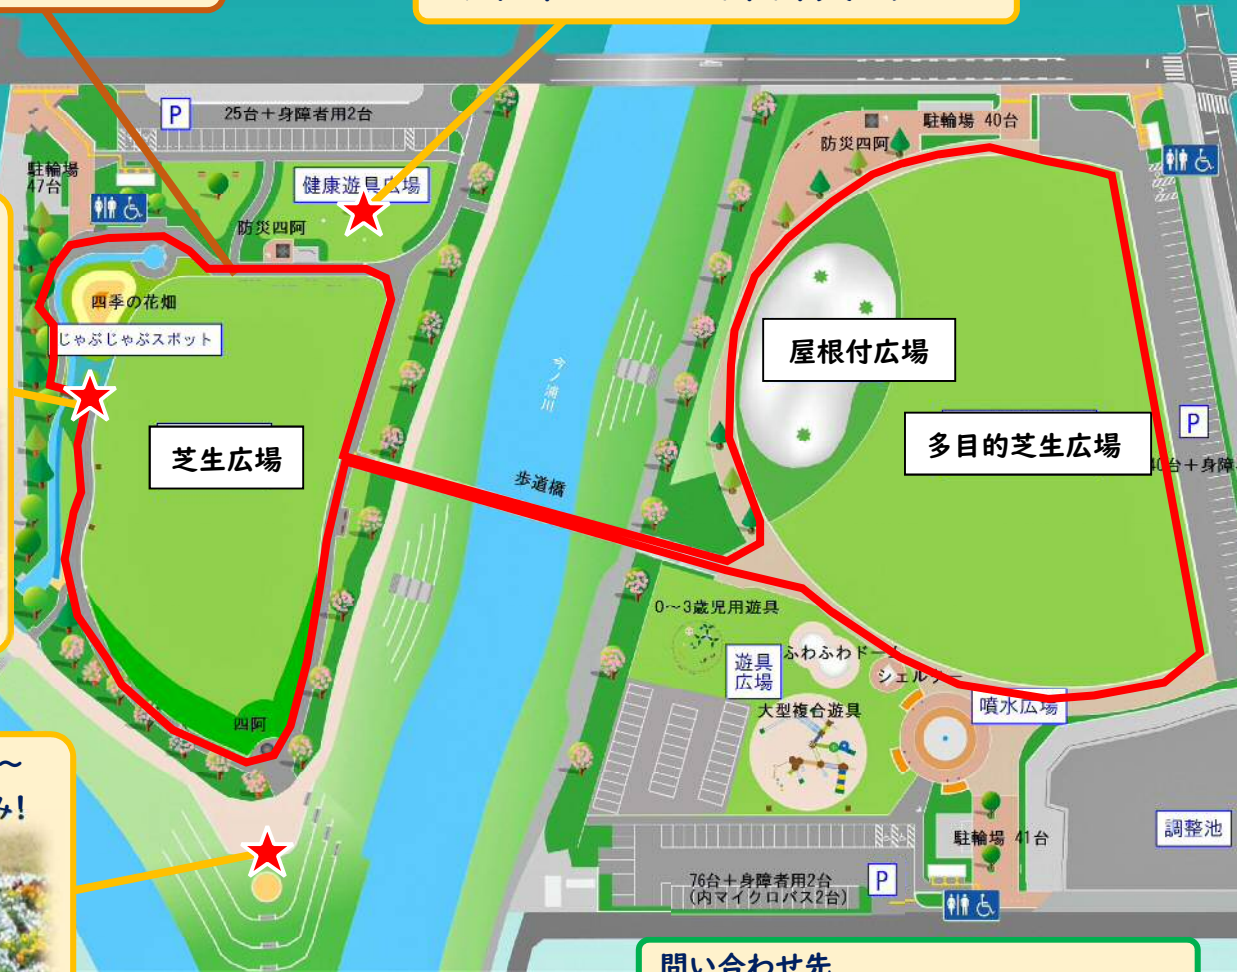 P
25台＋身障者用2台
駐輪場 40台
防災四阿
駐輪場
47台
健康遊具広場
防災四阿
四季の花畑
じゃぶじゃぶスポット
今ノ浦川
屋根付広場
P
芝生広場
多目的芝生広場
40台＋身障
歩道橋
0～3歳児用遊具
遊具
広場
ふわふわドーム
シェルター
噴水広場
大型複合遊具
四阿
～
み!
駐輪場 41台
調整池
76台＋身障者用2台
(内マイクロバス2台)
P
問い合わせ先